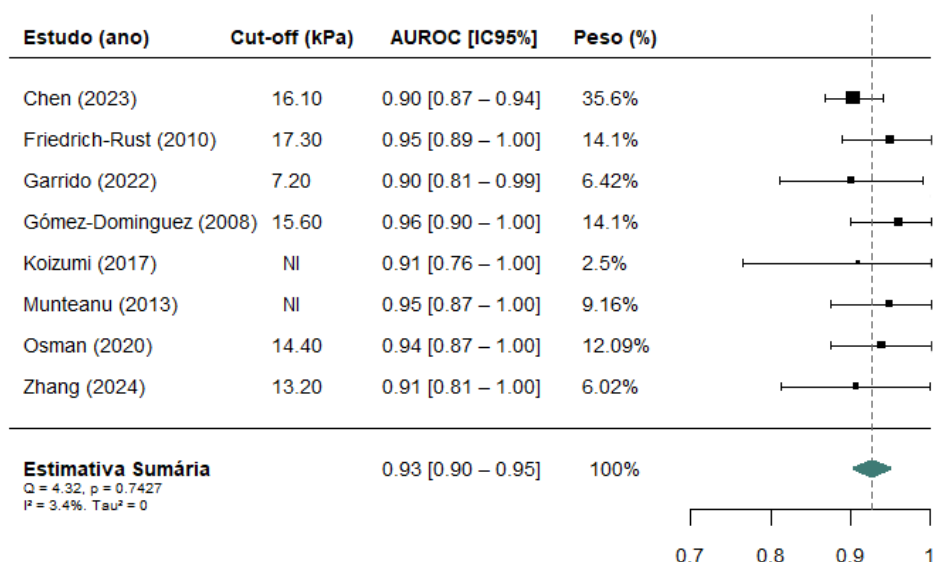 Estudo (ano) Cut-off (kPa) AUROC [IC95%] Peso (%)
Chen (2023) 16.10 0.90 [0.87 – 0.94] 35.6%
Friedrich-Rust (2010) 17.30 0.95 [0.89 – 1.00] 14.1%
Garrido (2022) 7.20 0.90 [0.81 – 0.99] 6.42%
Gómez-Dominguez (2008) 15.60 0.96 [0.90 – 1.00] 14.1%
Koizumi (2017) NI 0.91 [0.76 – 1.00] 2.5%
Munteanu (2013) NI 0.95 [0.87 – 1.00] 9.16%
Osman (2020) 14.40 0.94 [0.87 – 1.00] 12.09%
Zhang (2024) 13.20 0.91 [0.81 – 1.00] 6.02%
Estimativa Sumária 0.93 [0.90 – 0.95] 100%
Q = 4.32, p = 0.7427
I² = 3.4%. Tau² = 0
0.7 0.8 0.9 1